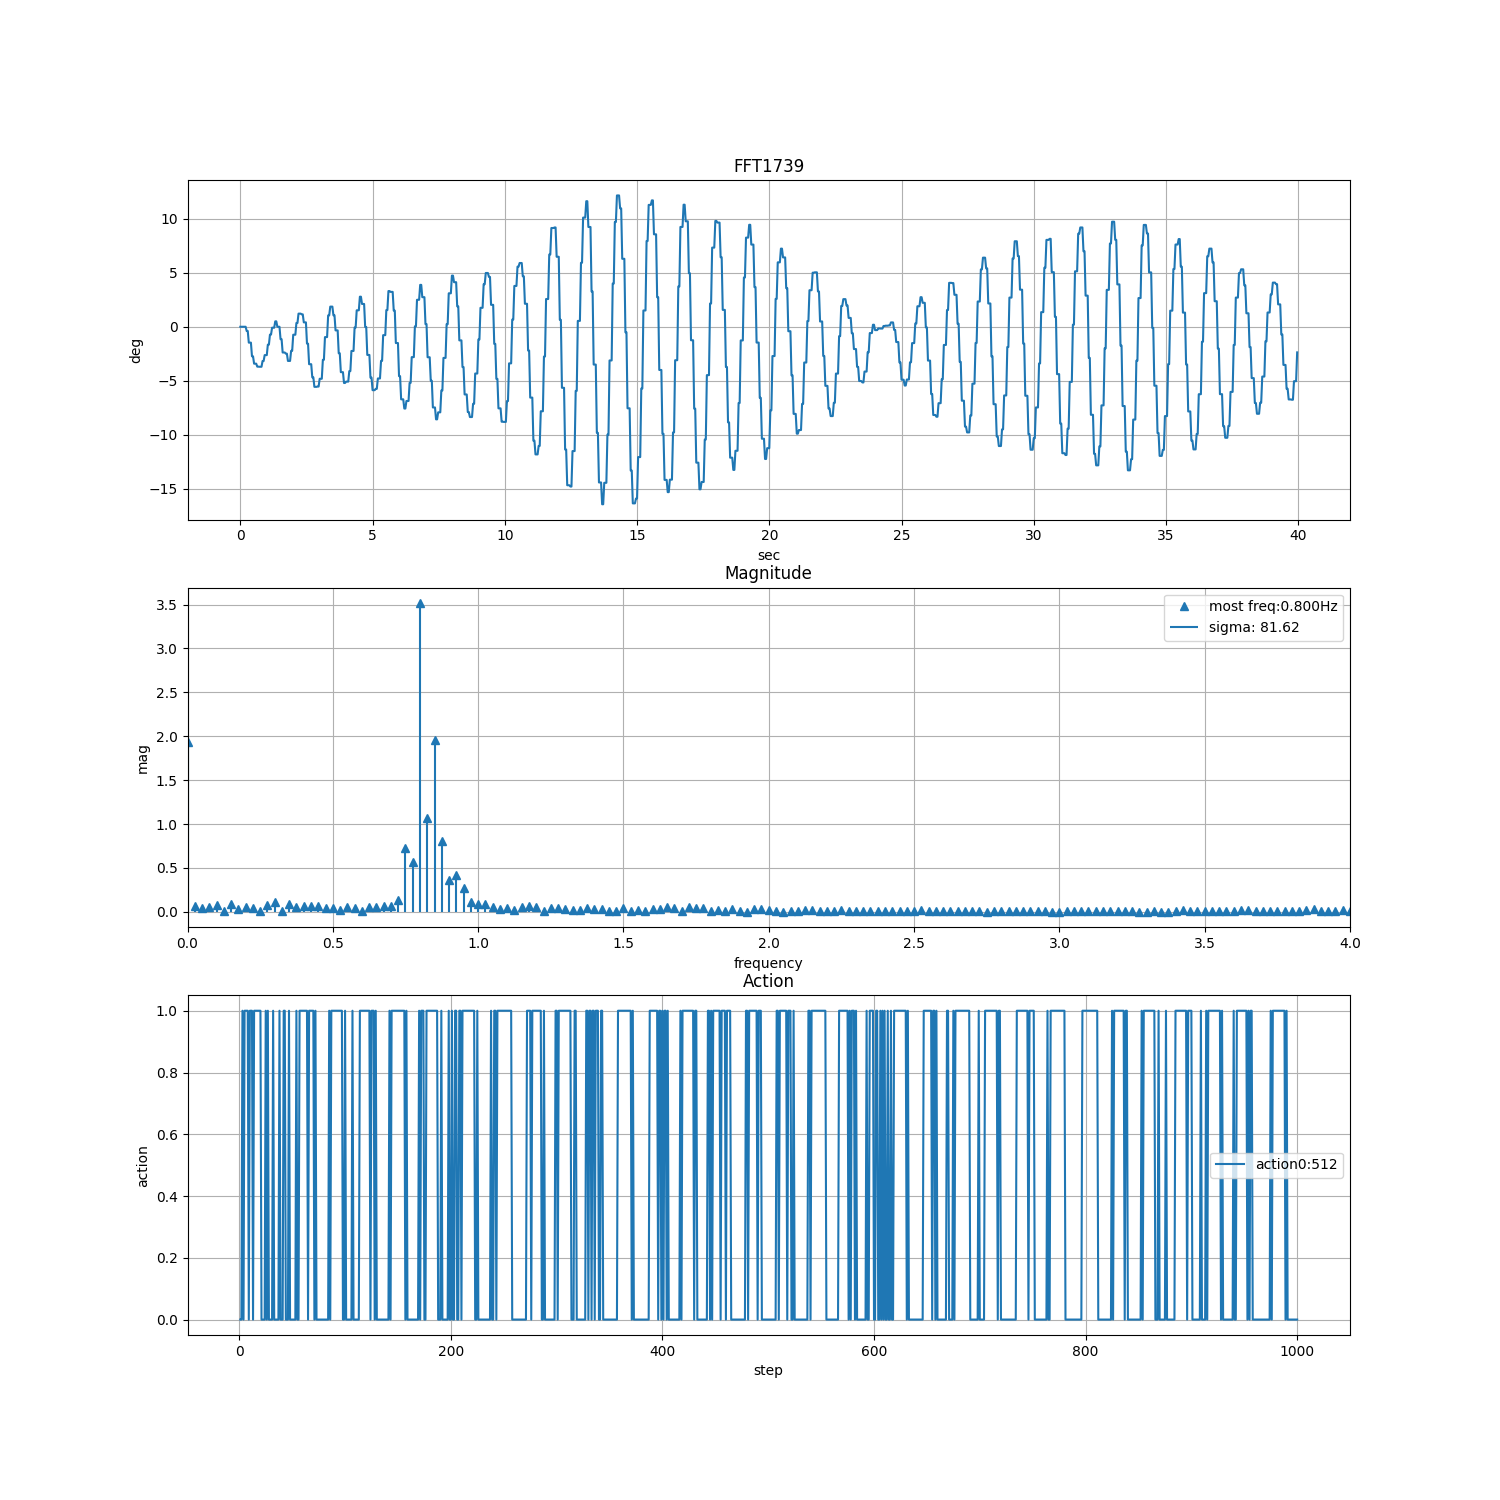 FFT1739
10
5
0
−5
−10
−15
deg
0 5 10 15 20 25 30 35 40
sec
Magnitude
3.5
3.0
2.5
2.0
1.5
1.0
0.5
0.0
mag
most freq:0.800Hz
sigma: 81.62
0.0 0.5 1.0 1.5 2.0 2.5 3.0 3.5 4.0
frequency
Action
1.0
0.8
0.6
0.4
0.2
0.0
action
action0:512
0 200 400 600 800 1000
step